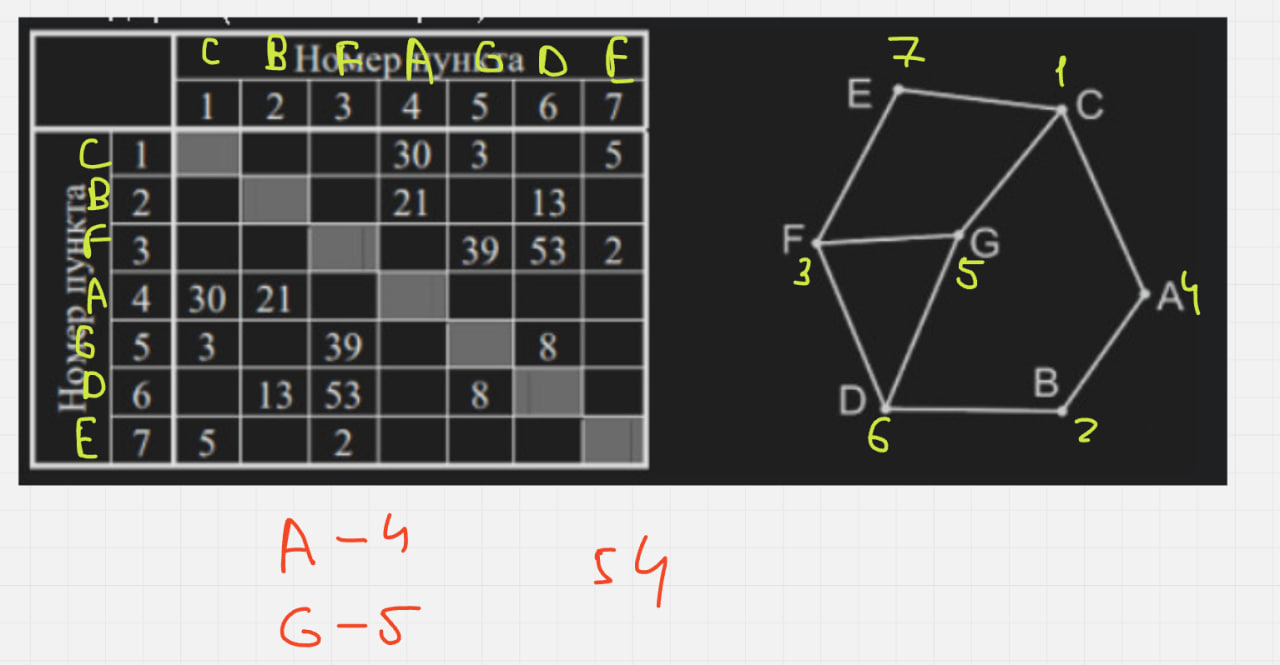 C B F A G D E
Номер пункта
1 2 3 4 5 6 7
Номер пункта
C 1 30 3 5
B 2 21 13
F 3 39 53 2
A 4 30 21
G 5 3 39 8
D 6 13 53 8
E 7 5 2
7
E
1
C
F
3
G
5
A 4
D
6
B
2
A - 4
G - 5
54